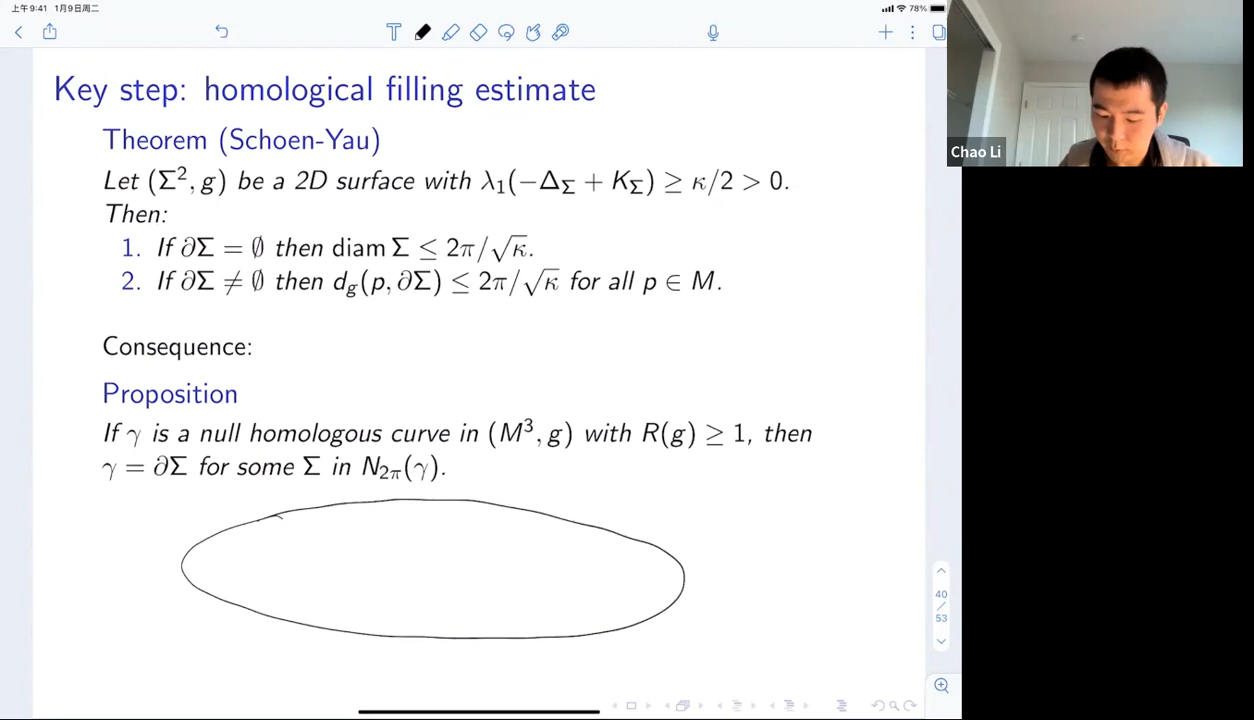 上午9:41 1月9日周二
78%
Key step: homological filling estimate
Theorem (Schoen-Yau)
Let (Σ², g) be a 2D surface with λ₁(−Δ_Σ + K_Σ) ≥ κ/2 > 0.
Then:
1. If ∂Σ = ∅ then diam Σ ≤ 2π/√κ.
2. If ∂Σ ≠ ∅ then d_g(p, ∂Σ) ≤ 2π/√κ for all p ∈ M.
Consequence:
Proposition
If γ is a null homologous curve in (M³, g) with R(g) ≥ 1, then
γ = ∂Σ for some Σ in N_{2π}(γ).
40
/
53
Chao Li